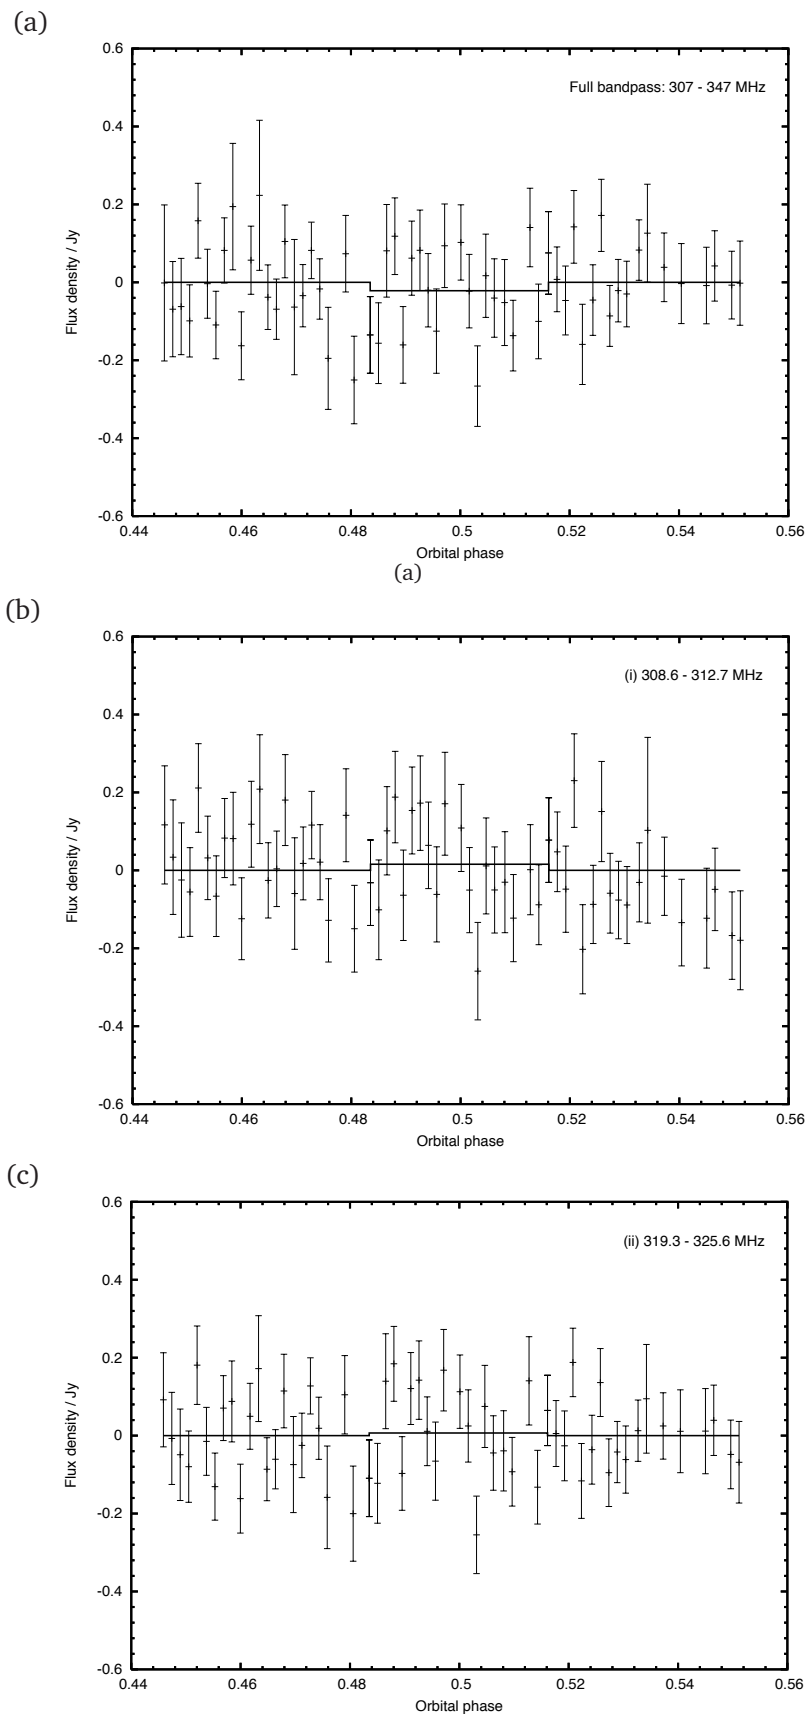 (a)
0.6
Full bandpass: 307 - 347 MHz
0.4
0.2
0
-0.2
-0.4
-0.6
Flux density / Jy
0.44 0.46 0.48 0.5 0.52 0.54 0.56
Orbital phase
(a)
(b)
0.6
(i) 308.6 - 312.7 MHz
0.4
0.2
0
-0.2
-0.4
-0.6
Flux density / Jy
0.44 0.46 0.48 0.5 0.52 0.54 0.56
Orbital phase
(c)
0.6
(ii) 319.3 - 325.6 MHz
0.4
0.2
0
-0.2
-0.4
-0.6
Flux density / Jy
0.44 0.46 0.48 0.5 0.52 0.54 0.56
Orbital phase